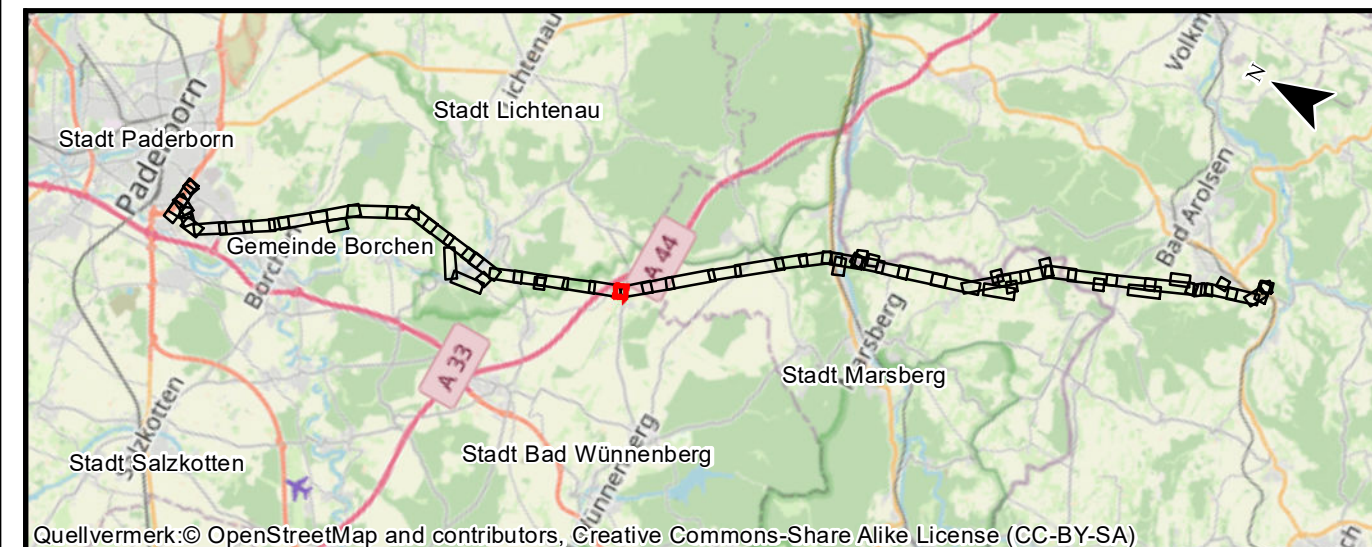 Lichtenau
Volkm
N
Stadt Lichtenau
Stadt Paderborn
Paderborn
Bad Arolsen
Gemeinde Borchen
A 44
Borchen
Marsberg
A 33
Stadt Marsberg
Salzkotten
Stadt Bad Wünnenberg
Stadt Salzkotten
Wünnenberg
Quellvermerk:© OpenStreetMap and contributors, Creative Commons-Share Alike License (CC-BY-SA)
ch